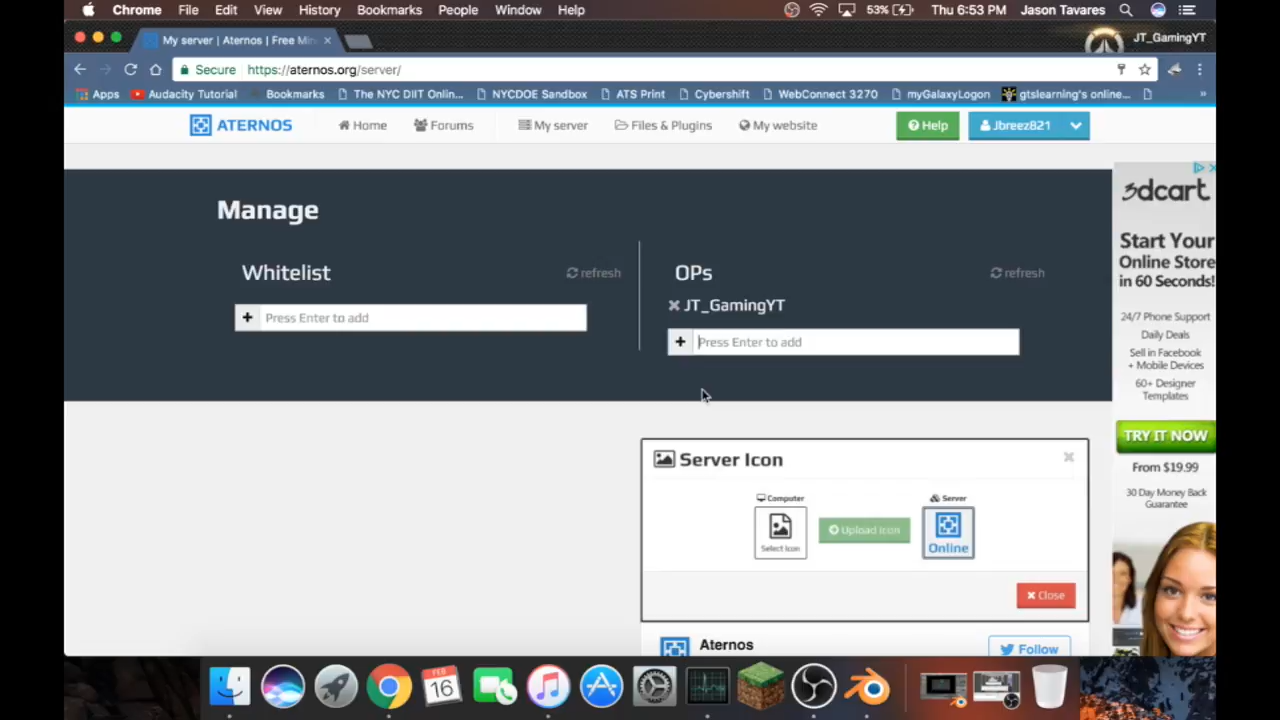 Chrome File Edit View History Bookmarks People Window Help 53% Thu 6:53 PM Jason Tavares
My server | Aternos | Free Min JT_GamingYT
Secure https://aternos.org/server/
Apps Audacity Tutorial Bookmarks The NYC DIIT Onlin... NYCDOE Sandbox ATS Print Cybershift WebConnect 3270 myGalaxyLogon gtslearning's online... »
ATERNOS Home Forums My server Files & Plugins My website Help Jbreez821
Manage
Whitelist refresh
Press Enter to add
OPs refresh
JT_GamingYT
Press Enter to add
Server Icon
Computer
Select Icon
Upload Icon
Server
Online
Close
Aternos
Follow
3dcart
Start Your
Online Store
in 60 Seconds!
24/7 Phone Support
Daily Deals
Sell in Facebook
+ Mobile Devices
60+ Designer
Templates
TRY IT NOW
From $19.99
30 Day Money Back
Guarantee
FEB
16